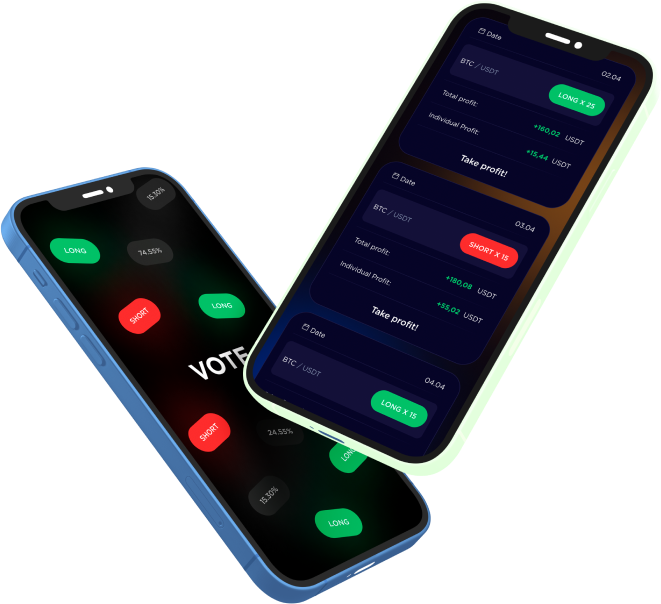 Date
02.04
BTC / USDT
LONG X 25
Total profit:
+160,02 USDT
Individual Profit:
+15,44 USDT
Take profit!
Date
03.04
BTC / USDT
SHORT X 15
Total profit:
+180,08 USDT
Individual Profit:
+55,02 USDT
Take profit!
Date
04.04
BTC / USDT
LONG X 15
15.30%
LONG
74.55%
SHORT
LONG
VOTE
SHORT
24.55%
LONG
15.30%
LONG